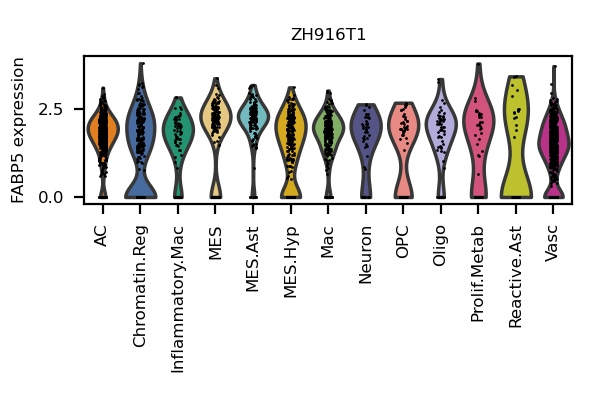 ZH916T1
FABP5 expression
2.5
0.0
AC
Chromatin.Reg
Inflammatory.Mac
MES
MES.Ast
MES.Hyp
Mac
Neuron
OPC
Oligo
Prolif.Metab
Reactive.Ast
Vasc